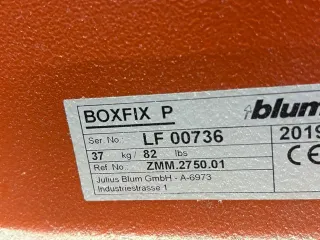 BOXFIX P blum
Ser. No. LF 00736 2019
37 kg / 82 lbs CE
Ref. No. ZMM.2750.01
Julius Blum GmbH - A-6973
Industriestrasse 1